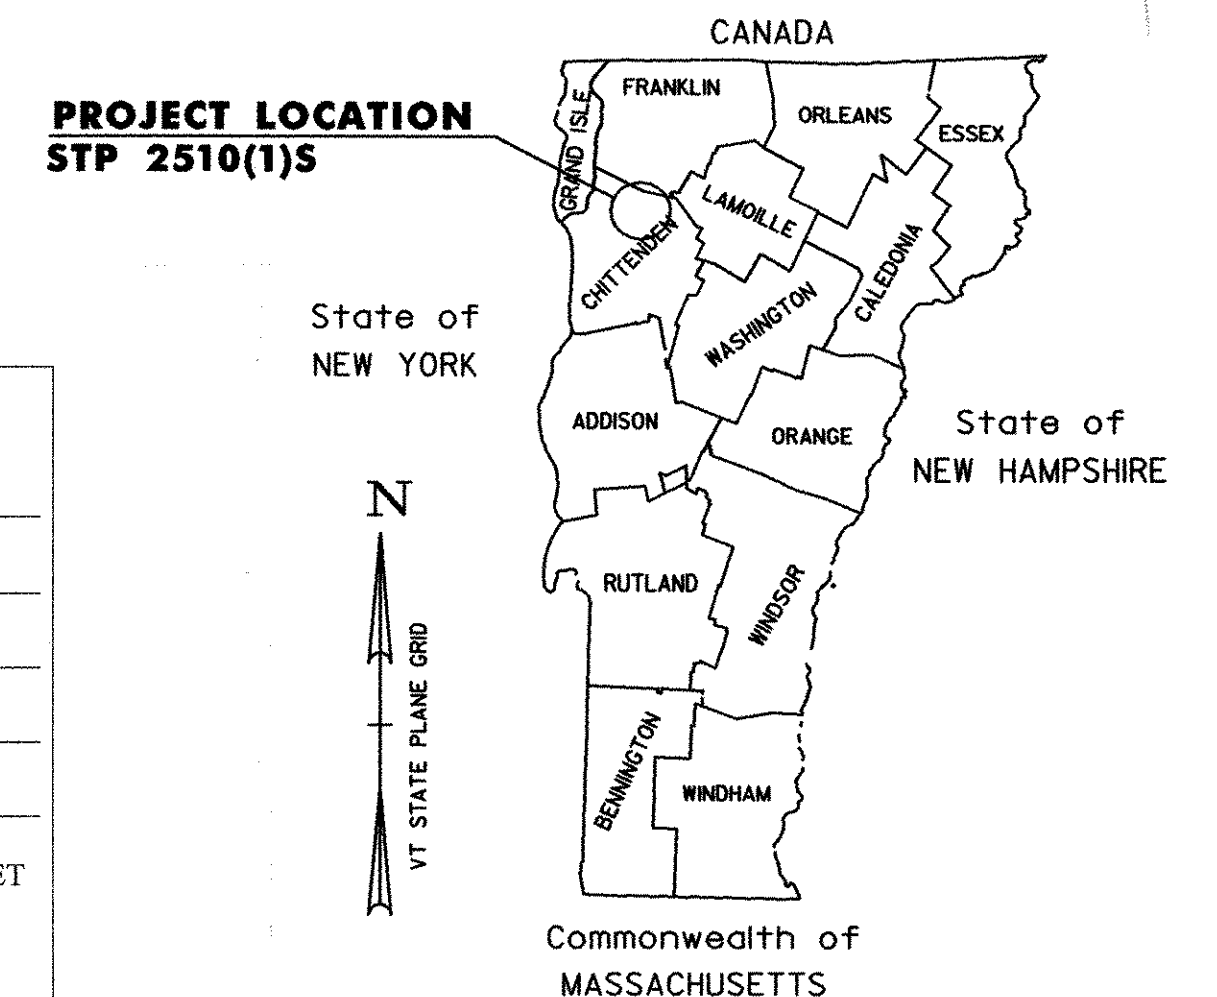 CANADA
FRANKLIN
ORLEANS
ESSEX
GRAND ISLE
PROJECT LOCATION
STP 2510(1)S
LAMOILLE
CHITTENDEN
CALEDONIA
WASHINGTON
State of
NEW YORK
ADDISON
ORANGE
State of
NEW HAMPSHIRE
N
VT STATE PLANE GRID
RUTLAND
WINDSOR
BENNINGTON
WINDHAM
ET
Commonwealth of
MASSACHUSETTS